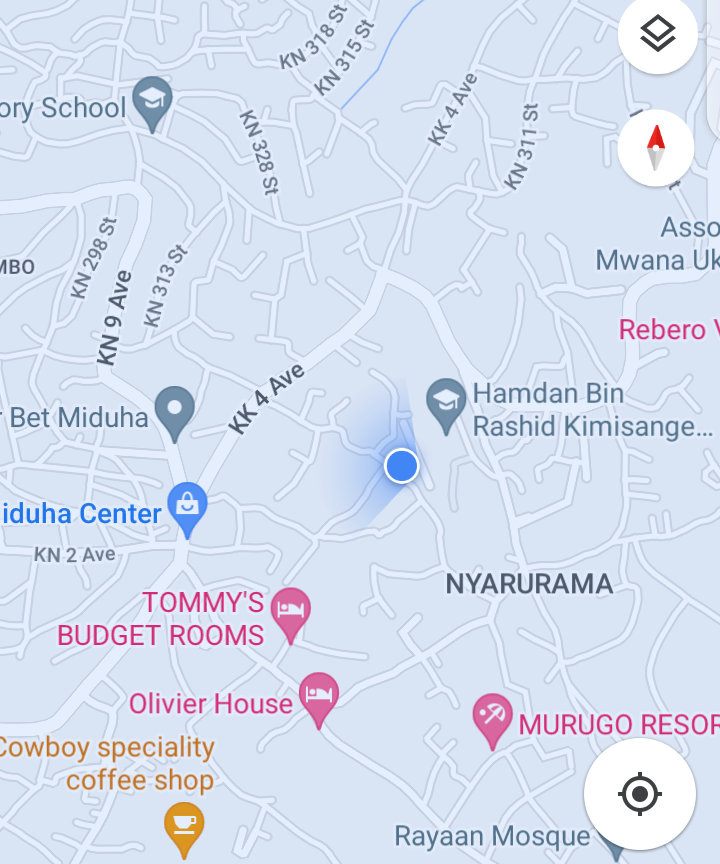 KN 318 St
KN 315 St
ory School
KN 328 St
KK 4 Ave
KN 311 St
Asso
Mwana Uk
MBO
KN 298 St
KN 313 St
KN 9 Ave
Rebero V
KK 4 Ave
Hamdan Bin
Rashid Kimisange...
r Bet Miduha
iduha Center
KN 2 Ave
NYARURAMA
TOMMY'S
BUDGET ROOMS
Olivier House
MURUGO RESOR
Cowboy speciality
coffee shop
Rayaan Mosque